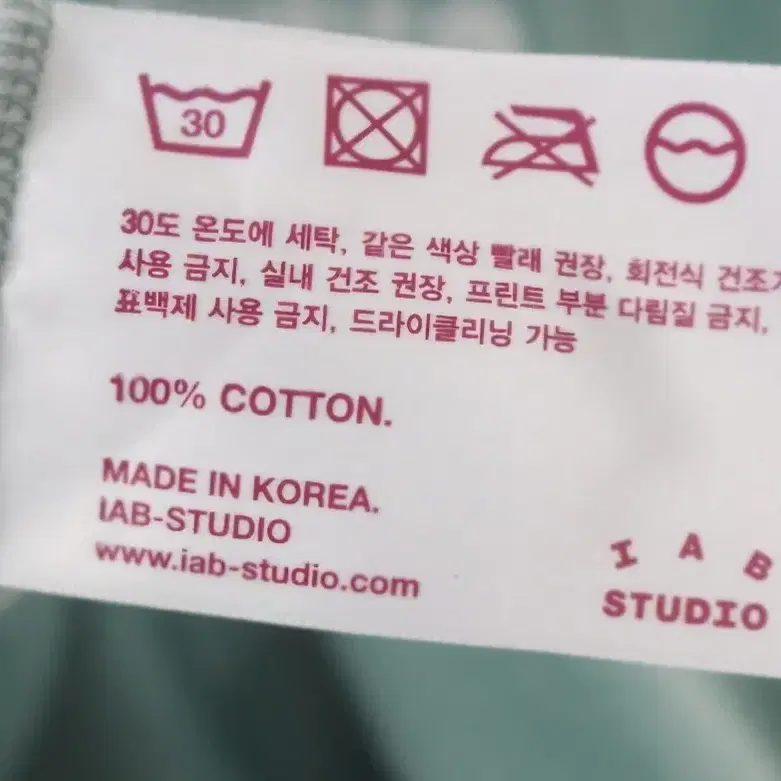 30
30도 온도에 세탁, 같은 색상 빨래 권장, 회전식 건조기
사용 금지, 실내 건조 권장, 프린트 부분 다림질 금지,
표백제 사용 금지, 드라이클리닝 가능
100% COTTON.
MADE IN KOREA.
IAB-STUDIO
www.iab-studio.com
I A B
STUDIO